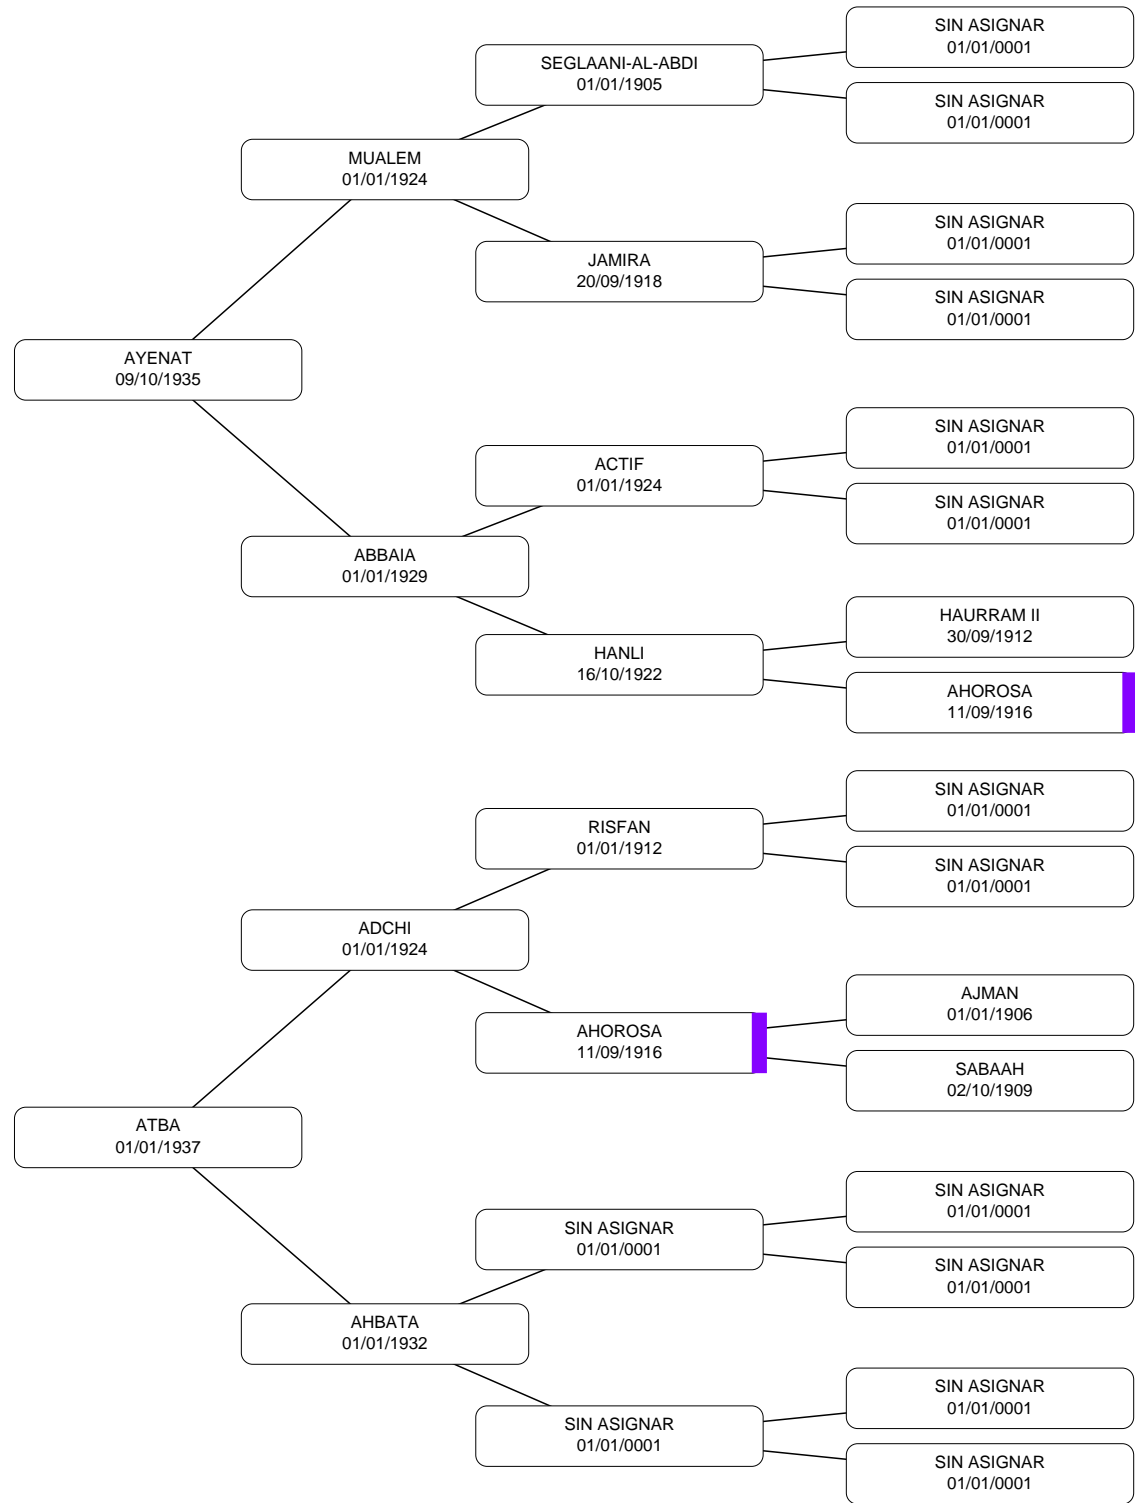 SIN ASIGNAR
01/01/0001
SEGLAANI-AL-ABDI
01/01/1905
SIN ASIGNAR
01/01/0001
MUALEM
01/01/1924
SIN ASIGNAR
01/01/0001
JAMIRA
20/09/1918
SIN ASIGNAR
01/01/0001
AYENAT
09/10/1935
SIN ASIGNAR
01/01/0001
ACTIF
01/01/1924
SIN ASIGNAR
01/01/0001
ABBAIA
01/01/1929
HAURRAM II
30/09/1912
HANLI
16/10/1922
AHOROSA
11/09/1916
SIN ASIGNAR
01/01/0001
RISFAN
01/01/1912
SIN ASIGNAR
01/01/0001
ADCHI
01/01/1924
AJMAN
01/01/1906
AHOROSA
11/09/1916
SABAAH
02/10/1909
ATBA
01/01/1937
SIN ASIGNAR
01/01/0001
SIN ASIGNAR
01/01/0001
SIN ASIGNAR
01/01/0001
AHBATA
01/01/1932
SIN ASIGNAR
01/01/0001
SIN ASIGNAR
01/01/0001
SIN ASIGNAR
01/01/0001